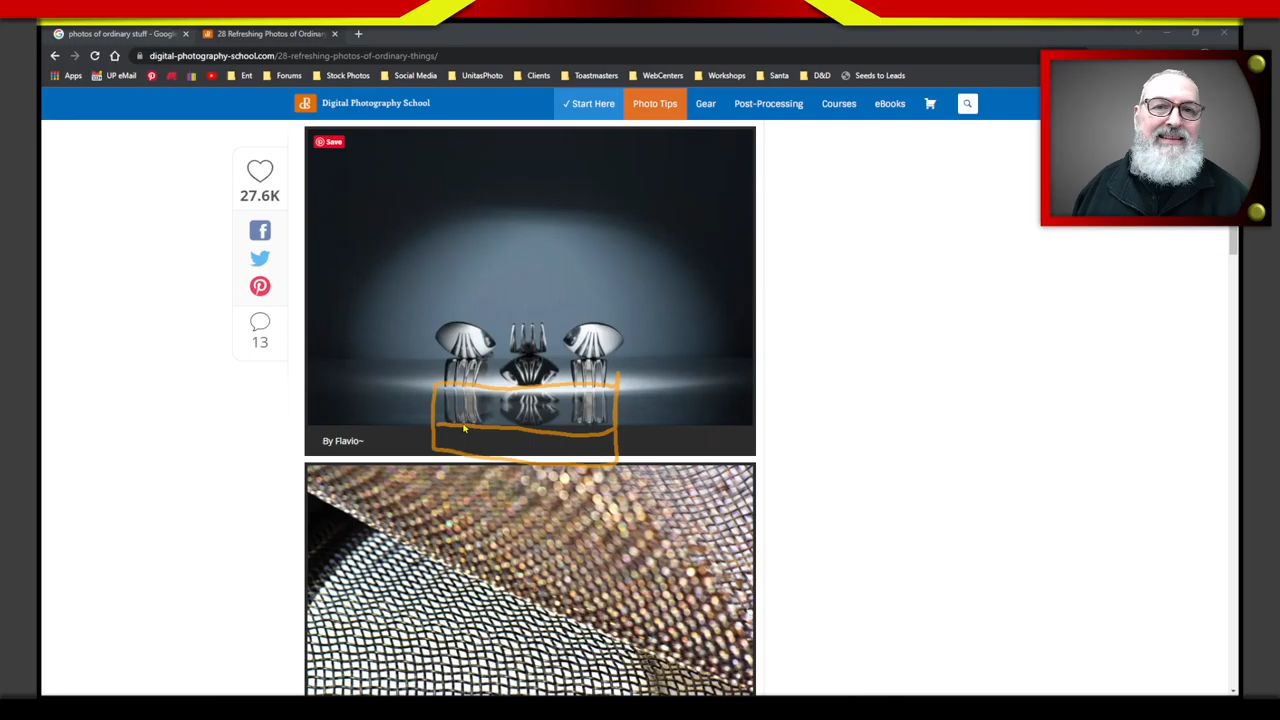 photos of ordinary stuff - Googl
28 Refreshing Photos of Ordinar
digital-photography-school.com/28-refreshing-photos-of-ordinary-things/
Apps UP eMail Ent Forums Stock Photos Social Media UnitasPhoto Clients Toastmasters WebCenters Workshops Santa D&D Seeds to Leads
dPS Digital Photography School ✓ Start Here Photo Tips Gear Post-Processing Courses eBooks
Save
27.6K
13
By Flavio~